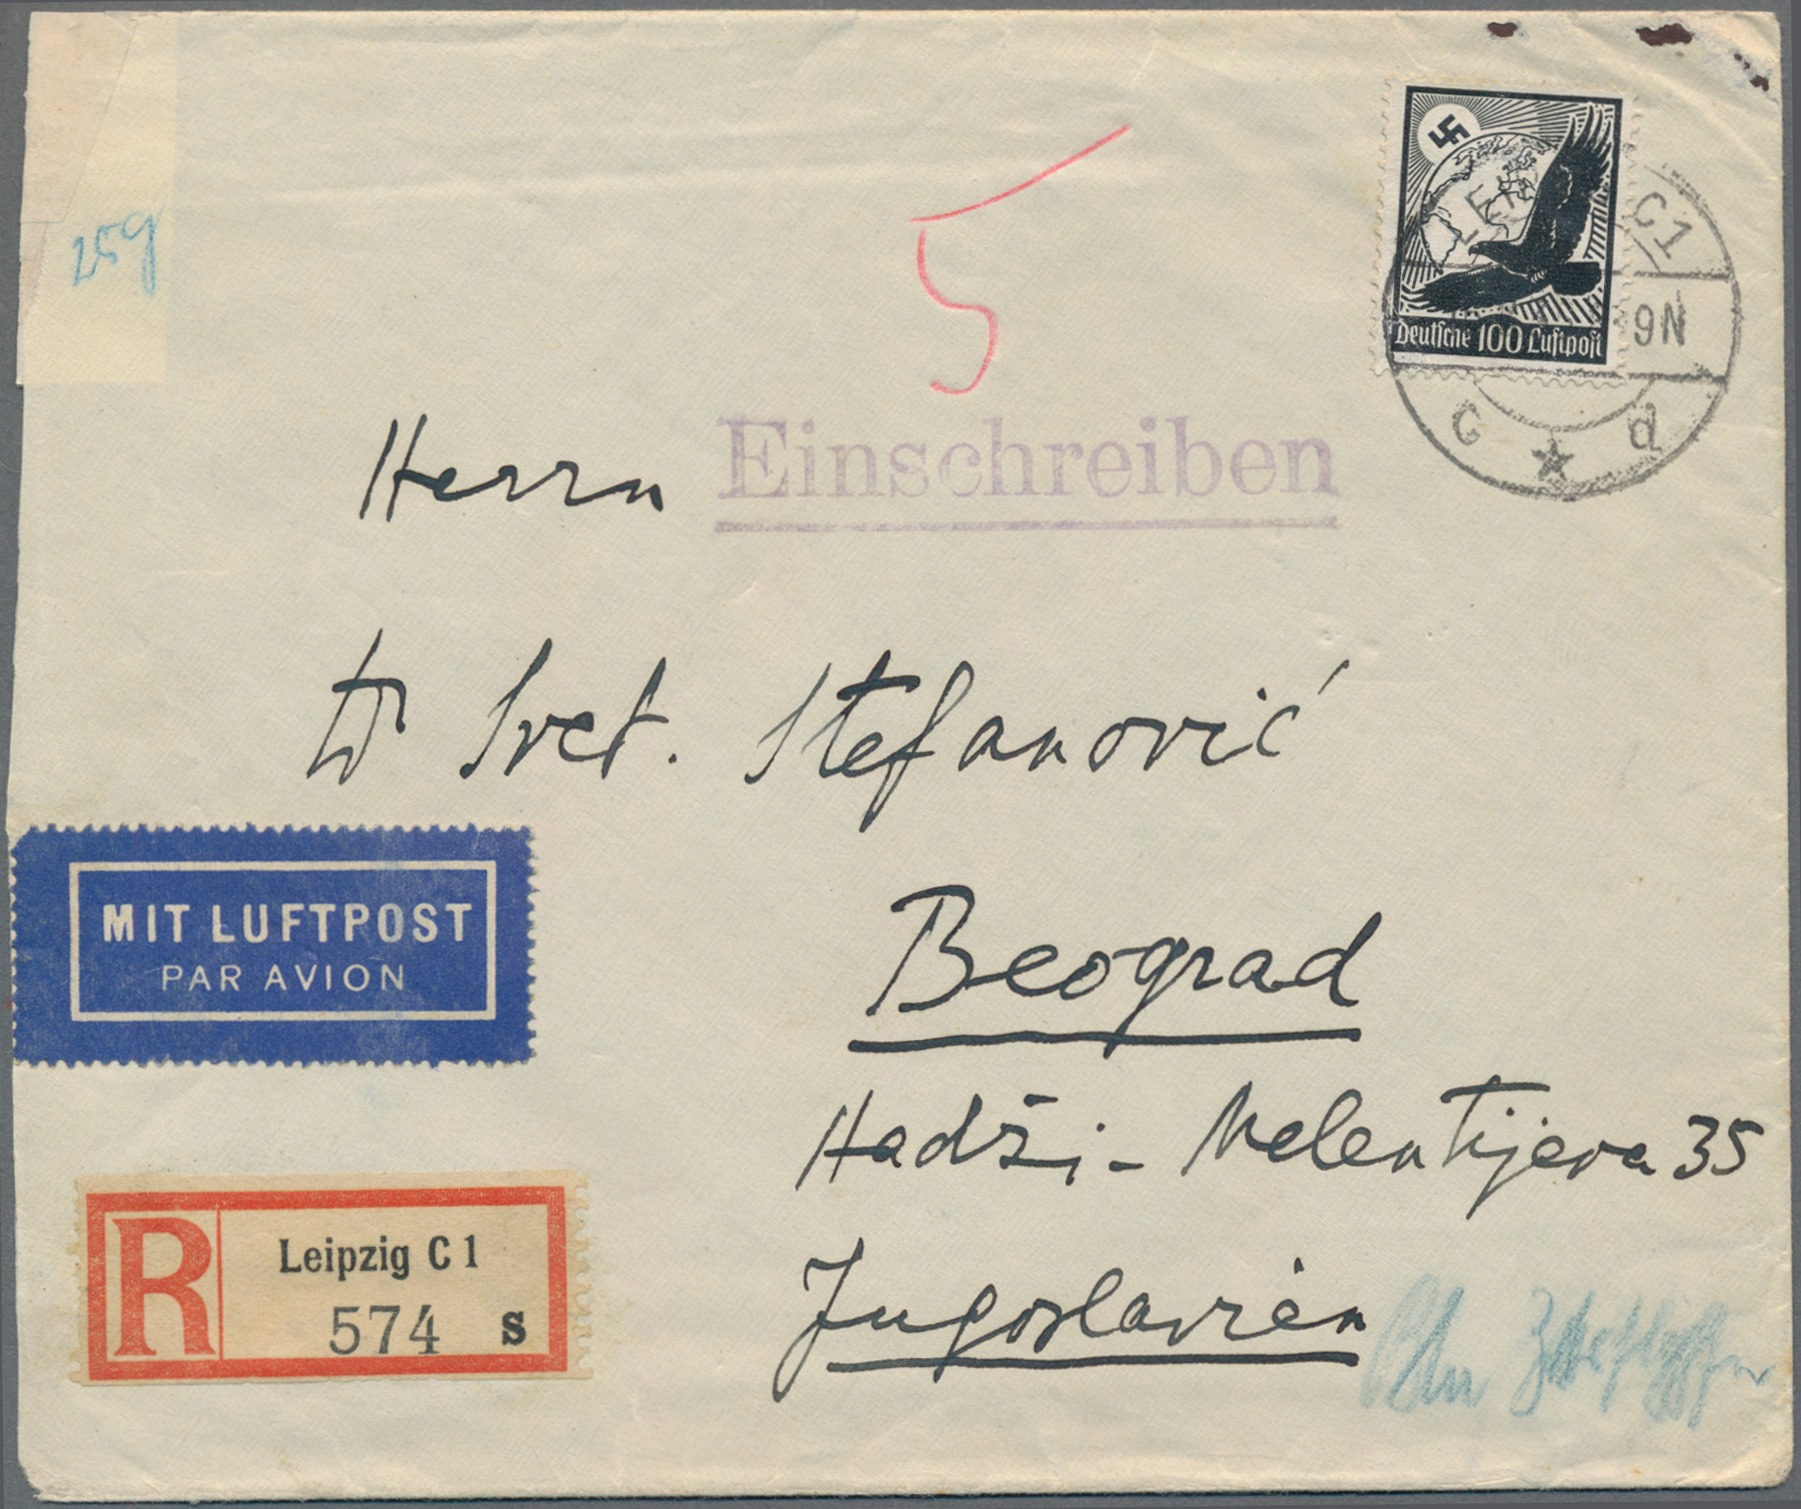 25g
5
Deutsche 100 Luftpost
C1
9N
c d
Einschreiben
Herrn
Dr Svet. Stefanović
MIT LUFTPOST
PAR AVION
Beograd
Hadži-Melentijeva 35
Jugoslavien
R
Leipzig C 1
574 s